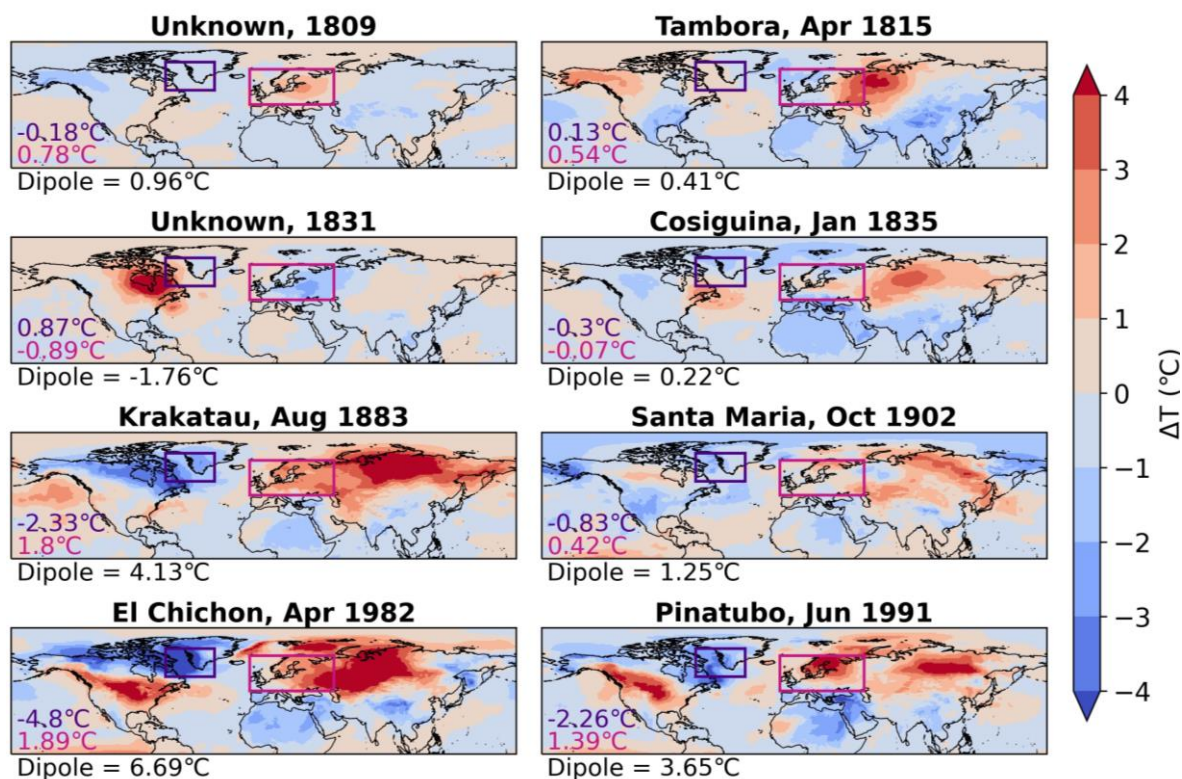 Unknown, 1809
-0.18°C
0.78°C
Dipole = 0.96°C
Tambora, Apr 1815
0.13°C
0.54°C
Dipole = 0.41°C
Unknown, 1831
0.87°C
-0.89°C
Dipole = -1.76°C
Cosiguina, Jan 1835
-0.3°C
-0.07°C
Dipole = 0.22°C
Krakatau, Aug 1883
-2.33°C
1.8°C
Dipole = 4.13°C
Santa Maria, Oct 1902
-0.83°C
0.42°C
Dipole = 1.25°C
El Chichon, Apr 1982
-4.8°C
1.89°C
Dipole = 6.69°C
Pinatubo, Jun 1991
-2.26°C
1.39°C
Dipole = 3.65°C
4
3
2
1
0
−1
−2
−3
−4
ΔT (°C)